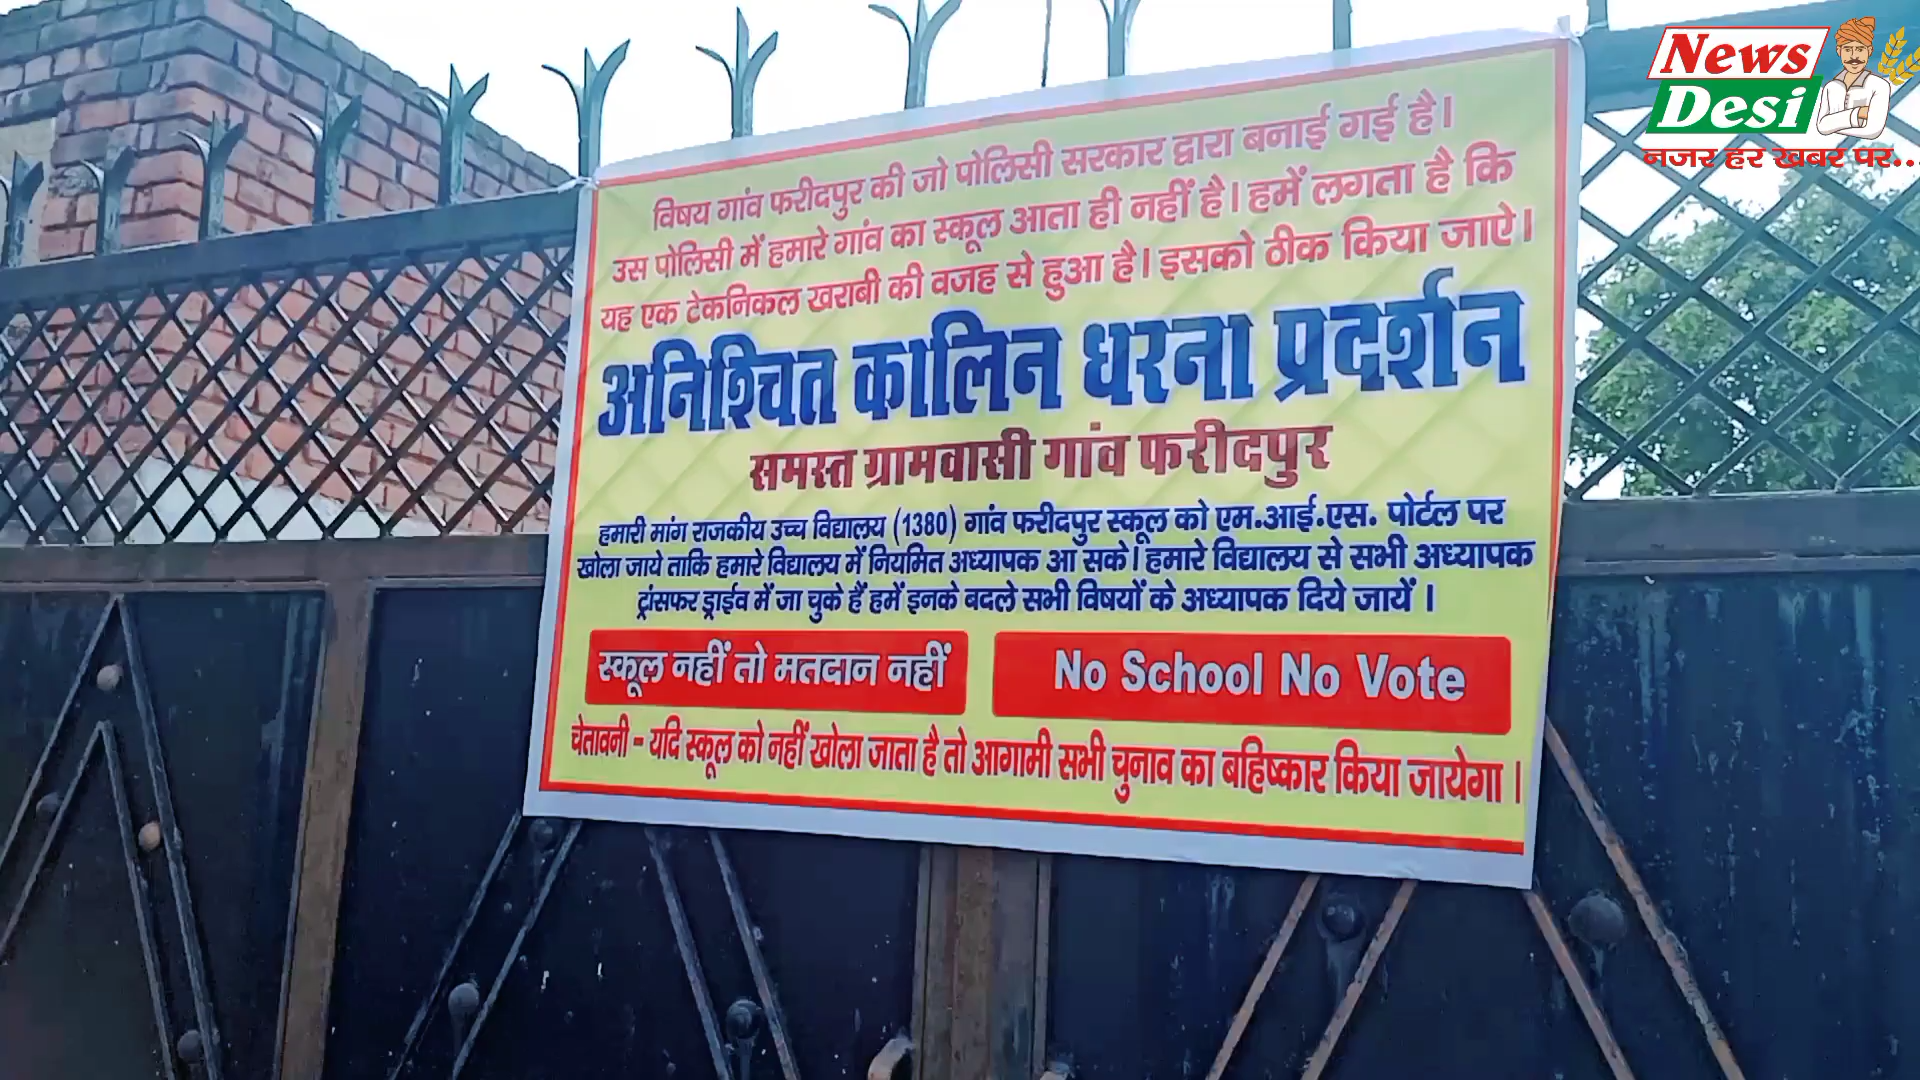 News
Desi
नजर हर खबर पर...
विषय गांव फरीदपुर की जो पोलिसी सरकार द्वारा बनाई गई है।
उस पोलिसी में हमारे गांव का स्कूल आता ही नहीं है। हमें लगता है कि
यह एक टेकनिकल खराबी की वजह से हुआ है। इसको ठीक किया जाऐ।
अनिश्चित कालिन धरना प्रदर्शन
समस्त ग्रामवासी गांव फरीदपुर
हमारी मांग राजकीय उच्च विद्यालय (1380) गांव फरीदपुर स्कूल को एम.आई.एस. पोर्टल पर
खोला जाये ताकि हमारे विद्यालय में नियमित अध्यापक आ सके। हमारे विद्यालय से सभी अध्यापक
ट्रांसफर ड्राईव में जा चुके हैं हमें इनके बदले सभी विषयों के अध्यापक दिये जायें ।
स्कूल नहीं तो मतदान नहीं
No School No Vote
चेतावनी - यदि स्कूल को नहीं खोला जाता है तो आगामी सभी चुनाव का बहिष्कार किया जायेगा ।